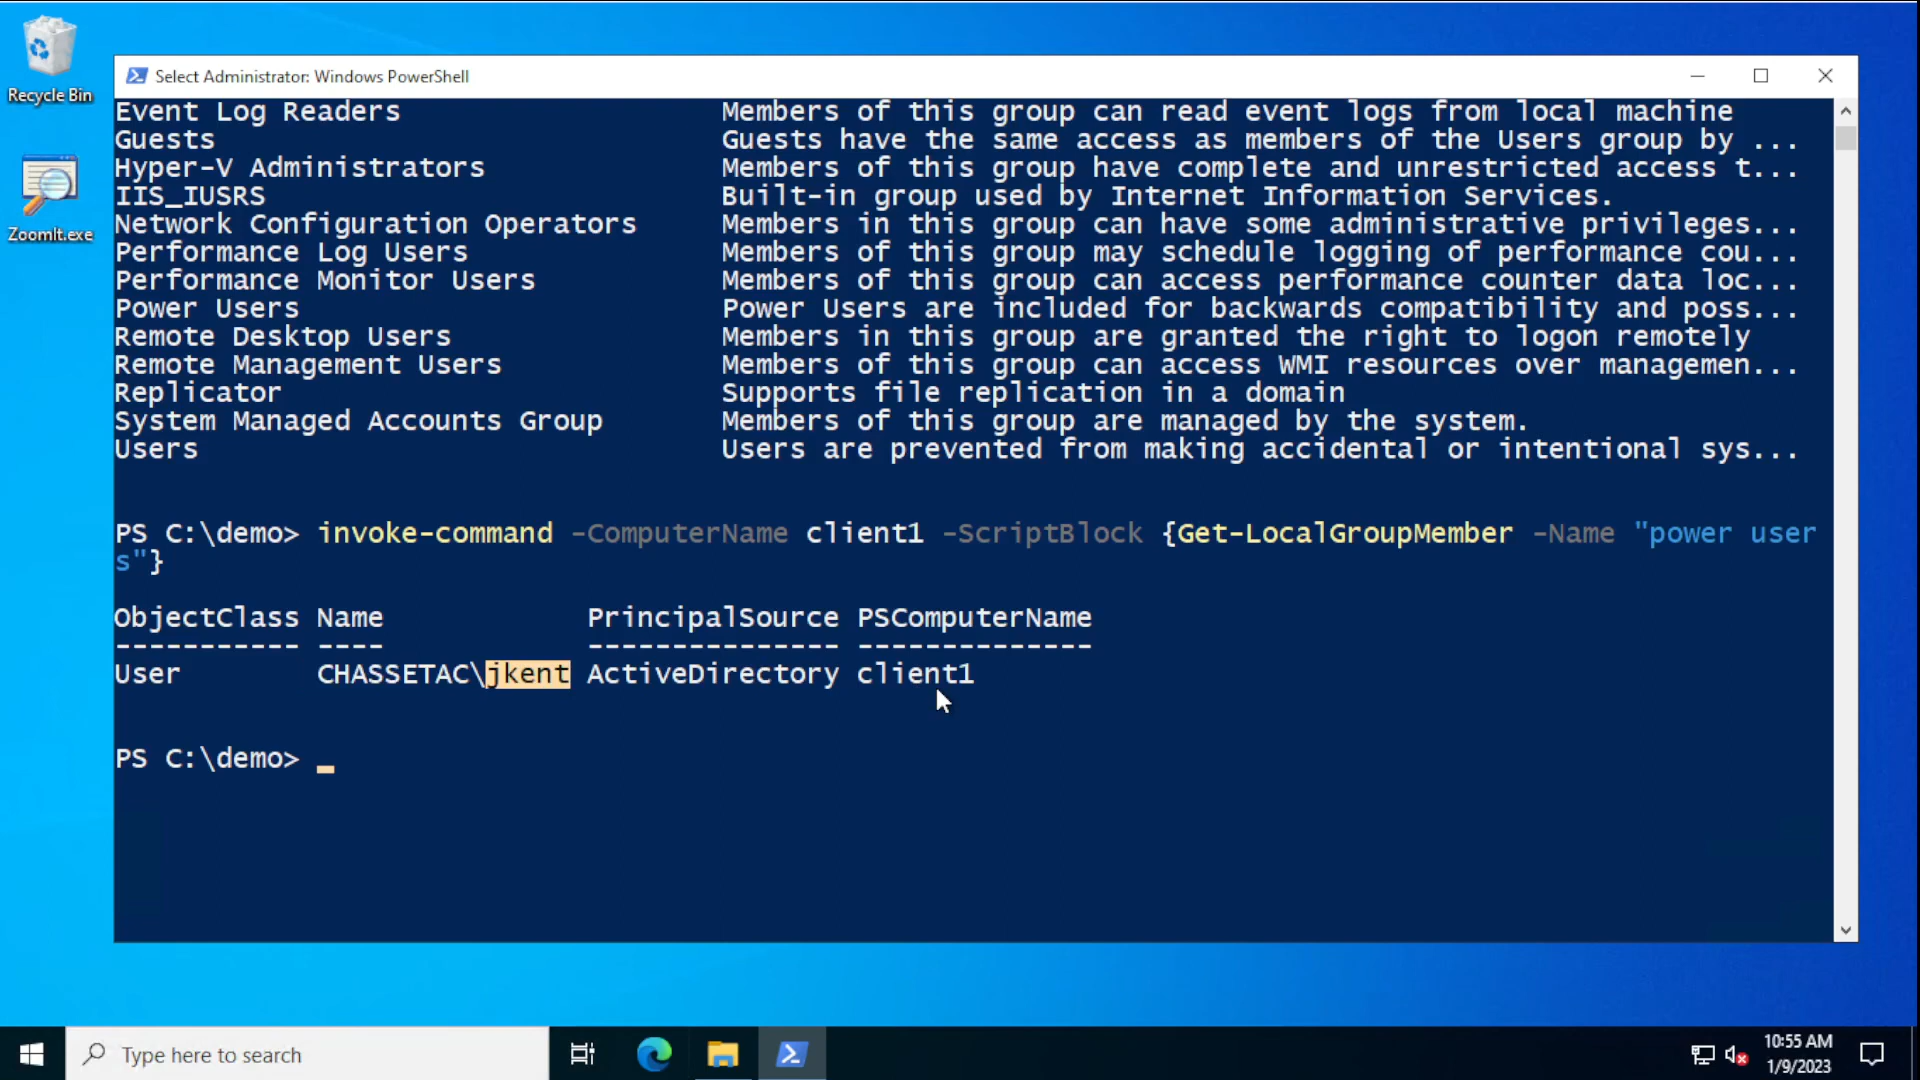 Recycle Bin
ZoomIt.exe
Select Administrator: Windows PowerShell
Event Log Readers Members of this group can read event logs from local machine
Guests Guests have the same access as members of the Users group by ...
Hyper-V Administrators Members of this group have complete and unrestricted access t...
IIS_IUSRS Built-in group used by Internet Information Services.
Network Configuration Operators Members in this group can have some administrative privileges...
Performance Log Users Members of this group may schedule logging of performance cou...
Performance Monitor Users Members of this group can access performance counter data loc...
Power Users Power Users are included for backwards compatibility and poss...
Remote Desktop Users Members in this group are granted the right to logon remotely
Remote Management Users Members of this group can access WMI resources over managemen...
Replicator Supports file replication in a domain
System Managed Accounts Group Members of this group are managed by the system.
Users Users are prevented from making accidental or intentional sys...
PS C:\demo> invoke-command -ComputerName client1 -ScriptBlock {Get-LocalGroupMember -Name "power user
s"}
ObjectClass Name PrincipalSource PSComputerName
----------- ---- --------------- --------------
User CHASSETAC\jkent ActiveDirectory client1
PS C:\demo> _
Type here to search
10:55 AM
1/9/2023